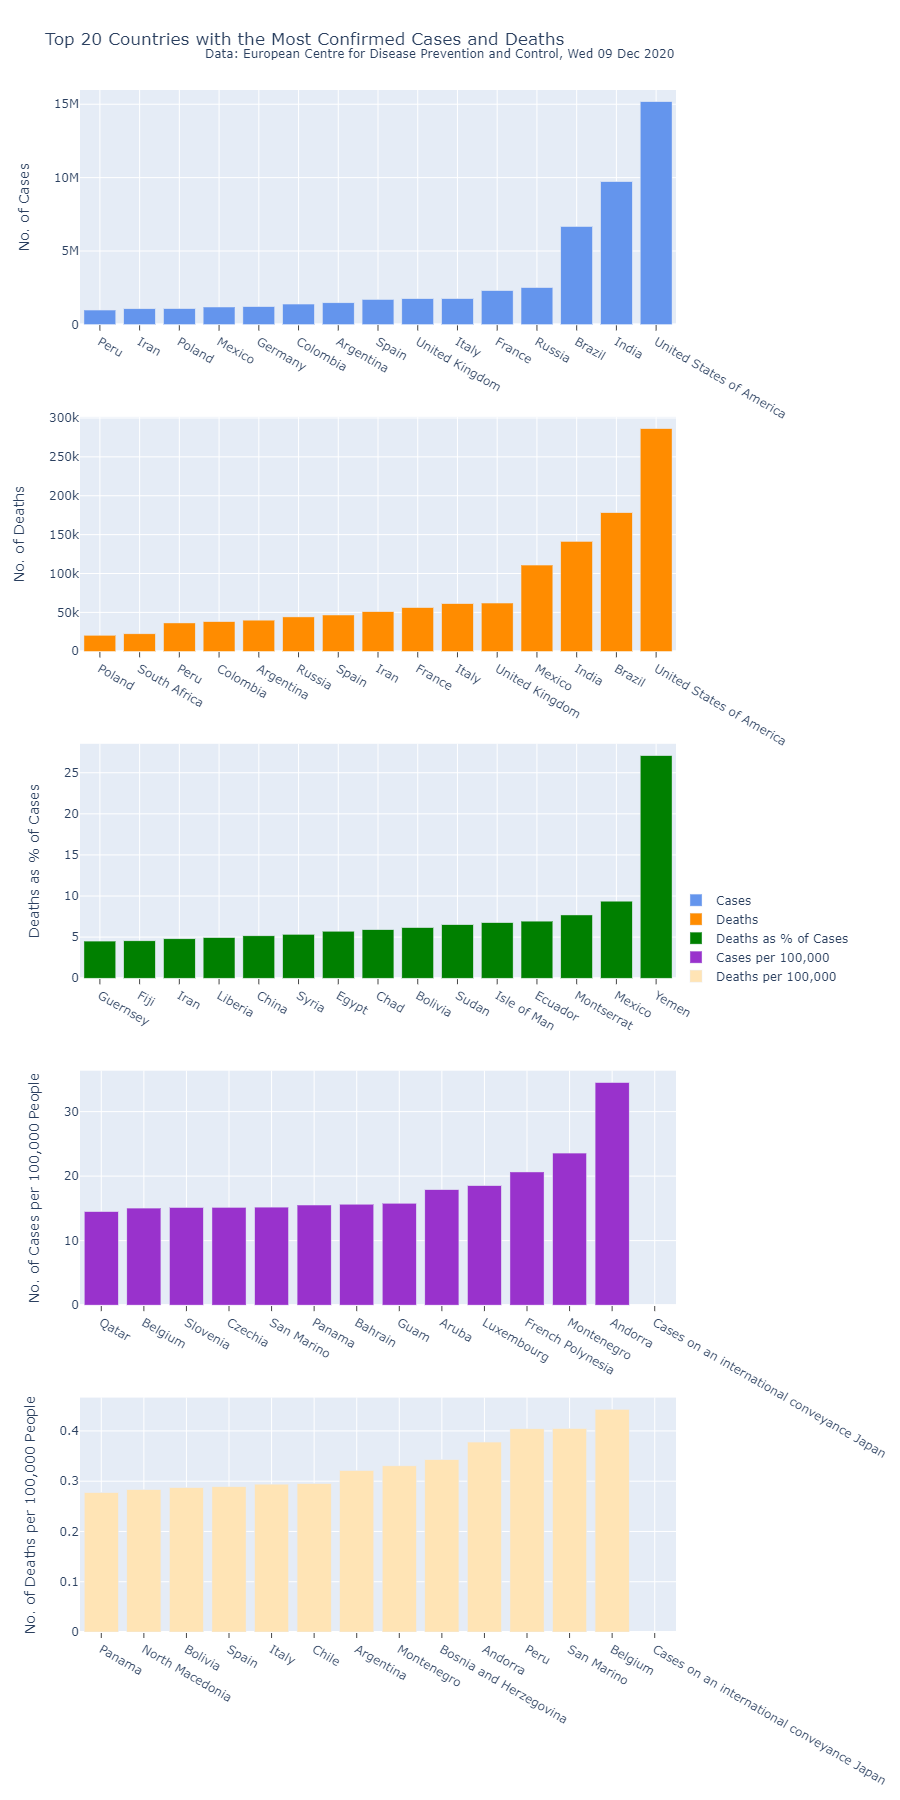 Top 20 Countries with the Most Confirmed Cases and Deaths
Data: European Centre for Disease Prevention and Control, Wed 09 Dec 2020
No. of Cases
15M
10M
5M
0
Peru
Iran
Poland
Mexico
Germany
Colombia
Argentina
Spain
United Kingdom
Italy
France
Russia
Brazil
India
United States of America
No. of Deaths
300k
250k
200k
150k
100k
50k
0
Poland
South Africa
Peru
Colombia
Argentina
Russia
Spain
Iran
France
Italy
United Kingdom
Mexico
India
Brazil
United States of America
Deaths as % of Cases
25
20
15
10
5
0
Guernsey
Fiji
Iran
Liberia
China
Syria
Egypt
Chad
Bolivia
Sudan
Isle of Man
Ecuador
Montserrat
Mexico
Yemen
Cases
Deaths
Deaths as % of Cases
Cases per 100,000
Deaths per 100,000
No. of Cases per 100,000 People
30
20
10
0
Qatar
Belgium
Slovenia
Czechia
San Marino
Panama
Bahrain
Guam
Aruba
Luxembourg
French Polynesia
Montenegro
Andorra
Cases on an international conveyance Japan
No. of Deaths per 100,000 People
0.4
0.3
0.2
0.1
0
Panama
North Macedonia
Bolivia
Spain
Italy
Chile
Argentina
Montenegro
Bosnia and Herzegovina
Andorra
Peru
San Marino
Belgium
Cases on an international conveyance Japan